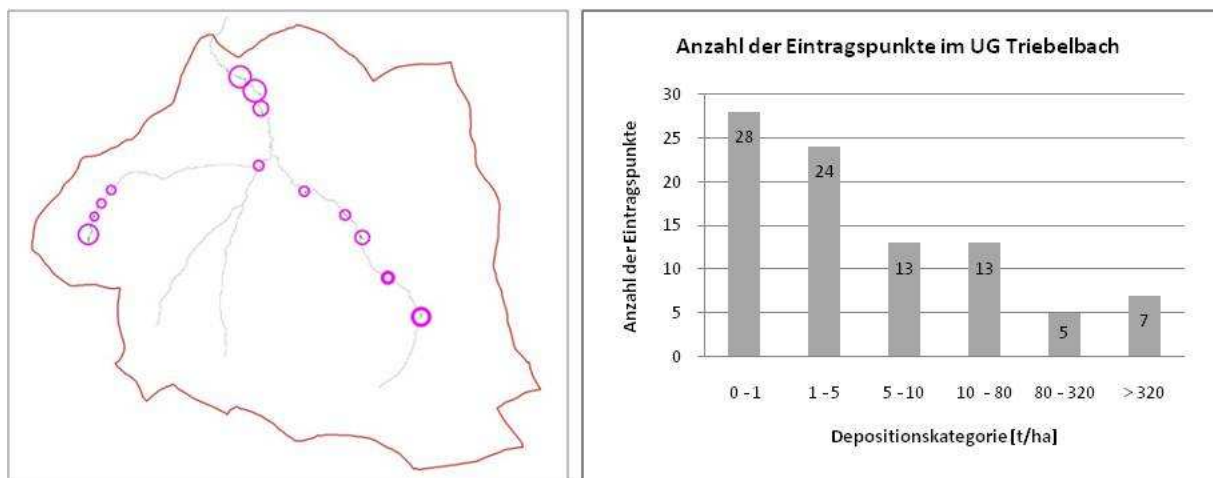 Anzahl der Eintragspunkte im UG Triebelbach
Anzahl der Eintragspunkte
30
25
20
15
10
5
0
28
24
13
13
5
7
0 - 1
1 - 5
5 - 10
10 - 80
80 - 320
> 320
Depositionskategorie [t/ha]